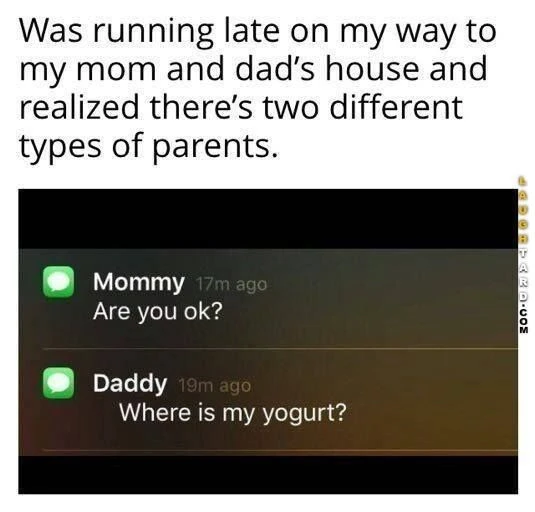 Was running late on my way to
my mom and dad's house and
realized there's two different
types of parents.
Mommy 17m ago
Are you ok?
Daddy 19m ago
Where is my yogurt?
LAUGHTARD.COM